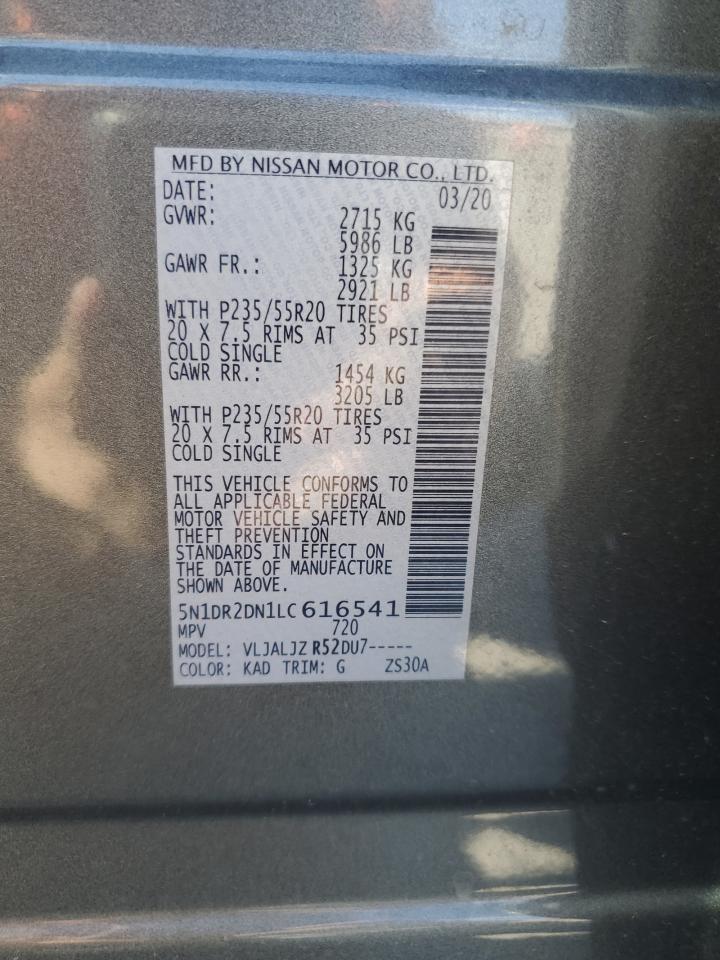 MFD BY NISSAN MOTOR CO., LTD.
DATE: 03/20
GVWR: 2715 KG
5986 LB
GAWR FR.: 1325 KG
2921 LB
WITH P235/55R20 TIRES
20 X 7.5 RIMS AT 35 PSI
COLD SINGLE
GAWR RR.: 1454 KG
3205 LB
WITH P235/55R20 TIRES
20 X 7.5 RIMS AT 35 PSI
COLD SINGLE
THIS VEHICLE CONFORMS TO
ALL APPLICABLE FEDERAL
MOTOR VEHICLE SAFETY AND
THEFT PREVENTION
STANDARDS IN EFFECT ON
THE DATE OF MANUFACTURE
SHOWN ABOVE.
5N1DR2DN1LC616541
MPV 720
MODEL: VLJALJZ R52DU7-----
COLOR: KAD TRIM: G ZS30A